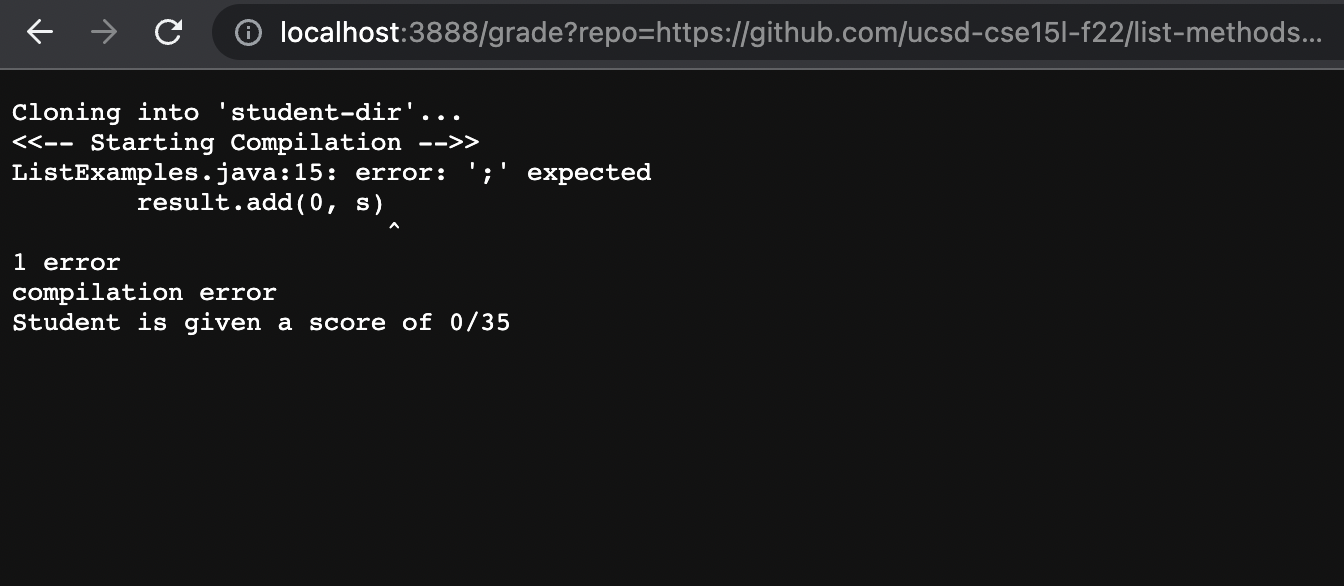 localhost:3888/grade?repo=https://github.com/ucsd-cse15l-f22/list-methods...
Cloning into 'student-dir'...
<<-- Starting Compilation -->>
ListExamples.java:15: error: ';' expected
        result.add(0, s)
                        ^
1 error
compilation error
Student is given a score of 0/35